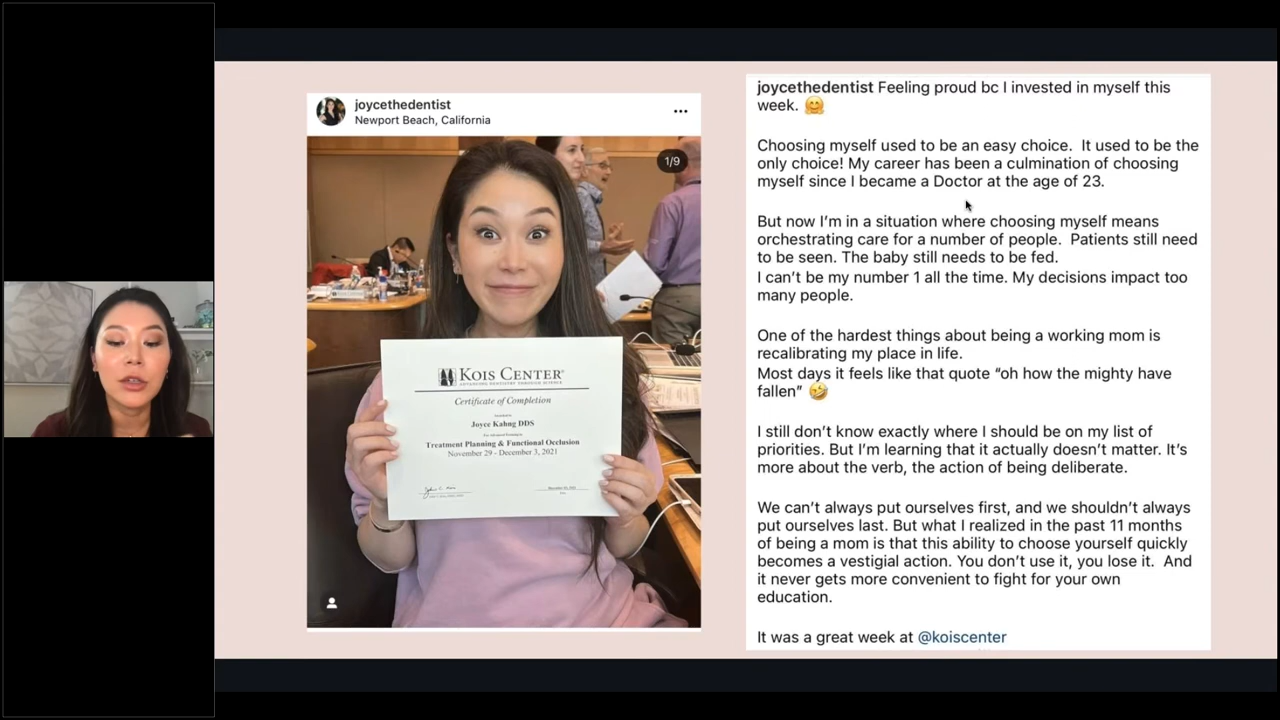 joycethedentist
Newport Beach, California
1/9
KOIS CENTER
ADVANCING DENTISTRY THROUGH SCIENCE
Certificate of Completion
Joyce Kahng DDS
Treatment Planning & Functional Occlusion
November 29 - December 3, 2021
joycethedentist Feeling proud bc I invested in myself this
week. 🤗
Choosing myself used to be an easy choice.  It used to be the
only choice! My career has been a culmination of choosing
myself since I became a Doctor at the age of 23.
But now I’m in a situation where choosing myself means
orchestrating care for a number of people.  Patients still need
to be seen. The baby still needs to be fed.
I can’t be my number 1 all the time. My decisions impact too
many people.
One of the hardest things about being a working mom is
recalibrating my place in life.
Most days it feels like that quote “oh how the mighty have
fallen” 🤣
I still don’t know exactly where I should be on my list of
priorities. But I’m learning that it actually doesn’t matter. It’s
more about the verb, the action of being deliberate.
We can’t always put ourselves first, and we shouldn’t always
put ourselves last. But what I realized in the past 11 months
of being a mom is that this ability to choose yourself quickly
becomes a vestigial action. You don’t use it, you lose it.  And
it never gets more convenient to fight for your own
education.
It was a great week at @koiscenter